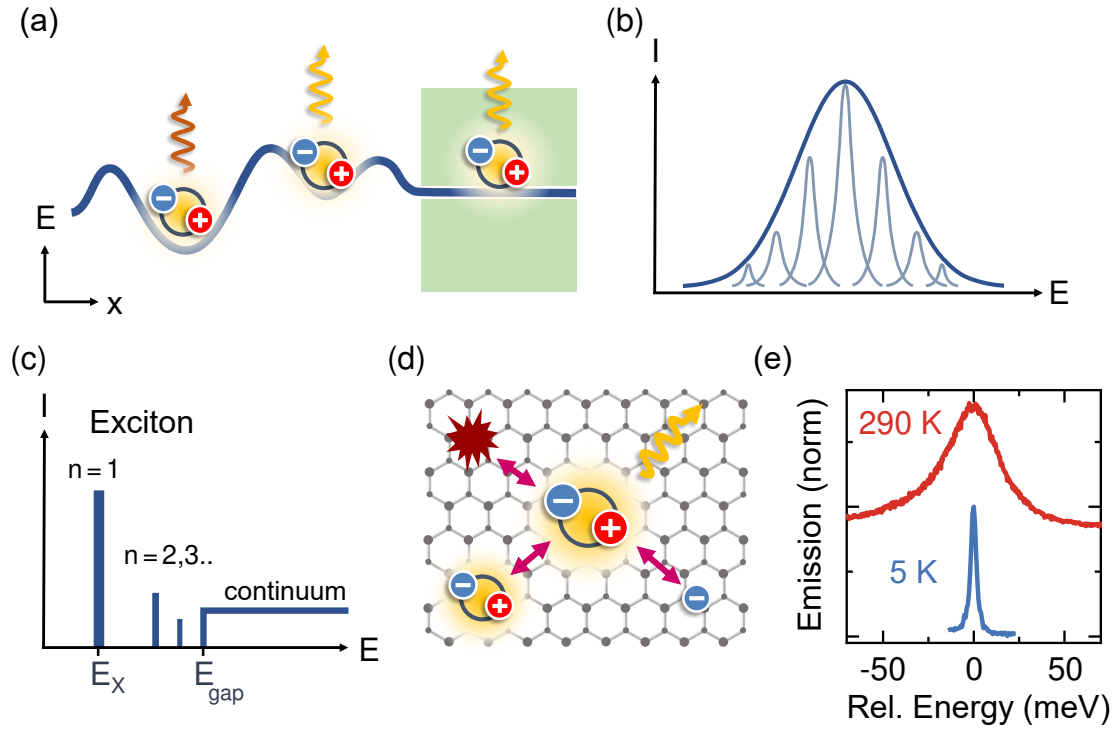 (a)
E
x
(b)
I
E
(c)
I
Exciton
n = 1
n = 2,3..
continuum
E
E_X
E_gap
(d)
(e)
290 K
5 K
Emission (norm)
-50
0
50
Rel. Energy (meV)